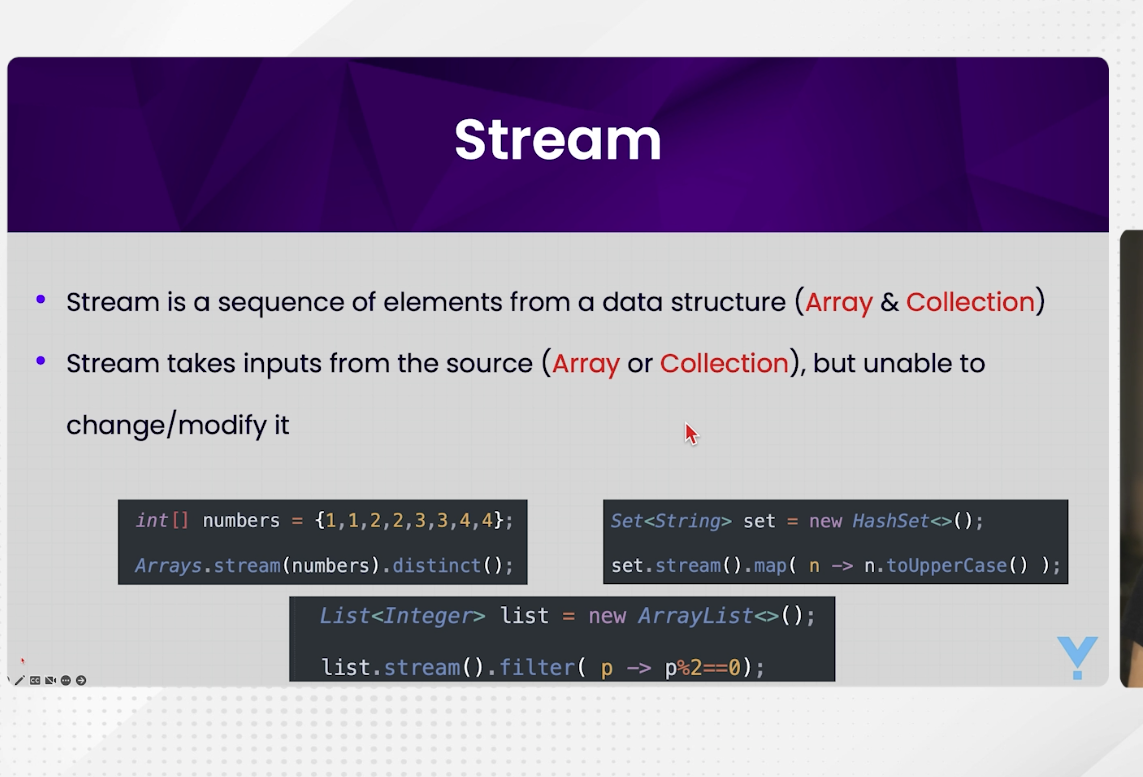 Stream
• Stream is a sequence of elements from a data structure (Array & Collection)
• Stream takes inputs from the source (Array or Collection), but unable to
change/modify it
int[] numbers = {1,1,2,2,3,3,4,4};
Arrays.stream(numbers).distinct();
Set<String> set = new HashSet<>();
set.stream().map( n -> n.toUpperCase() );
List<Integer> list = new ArrayList<>();
list.stream().filter( p -> p%2==0);